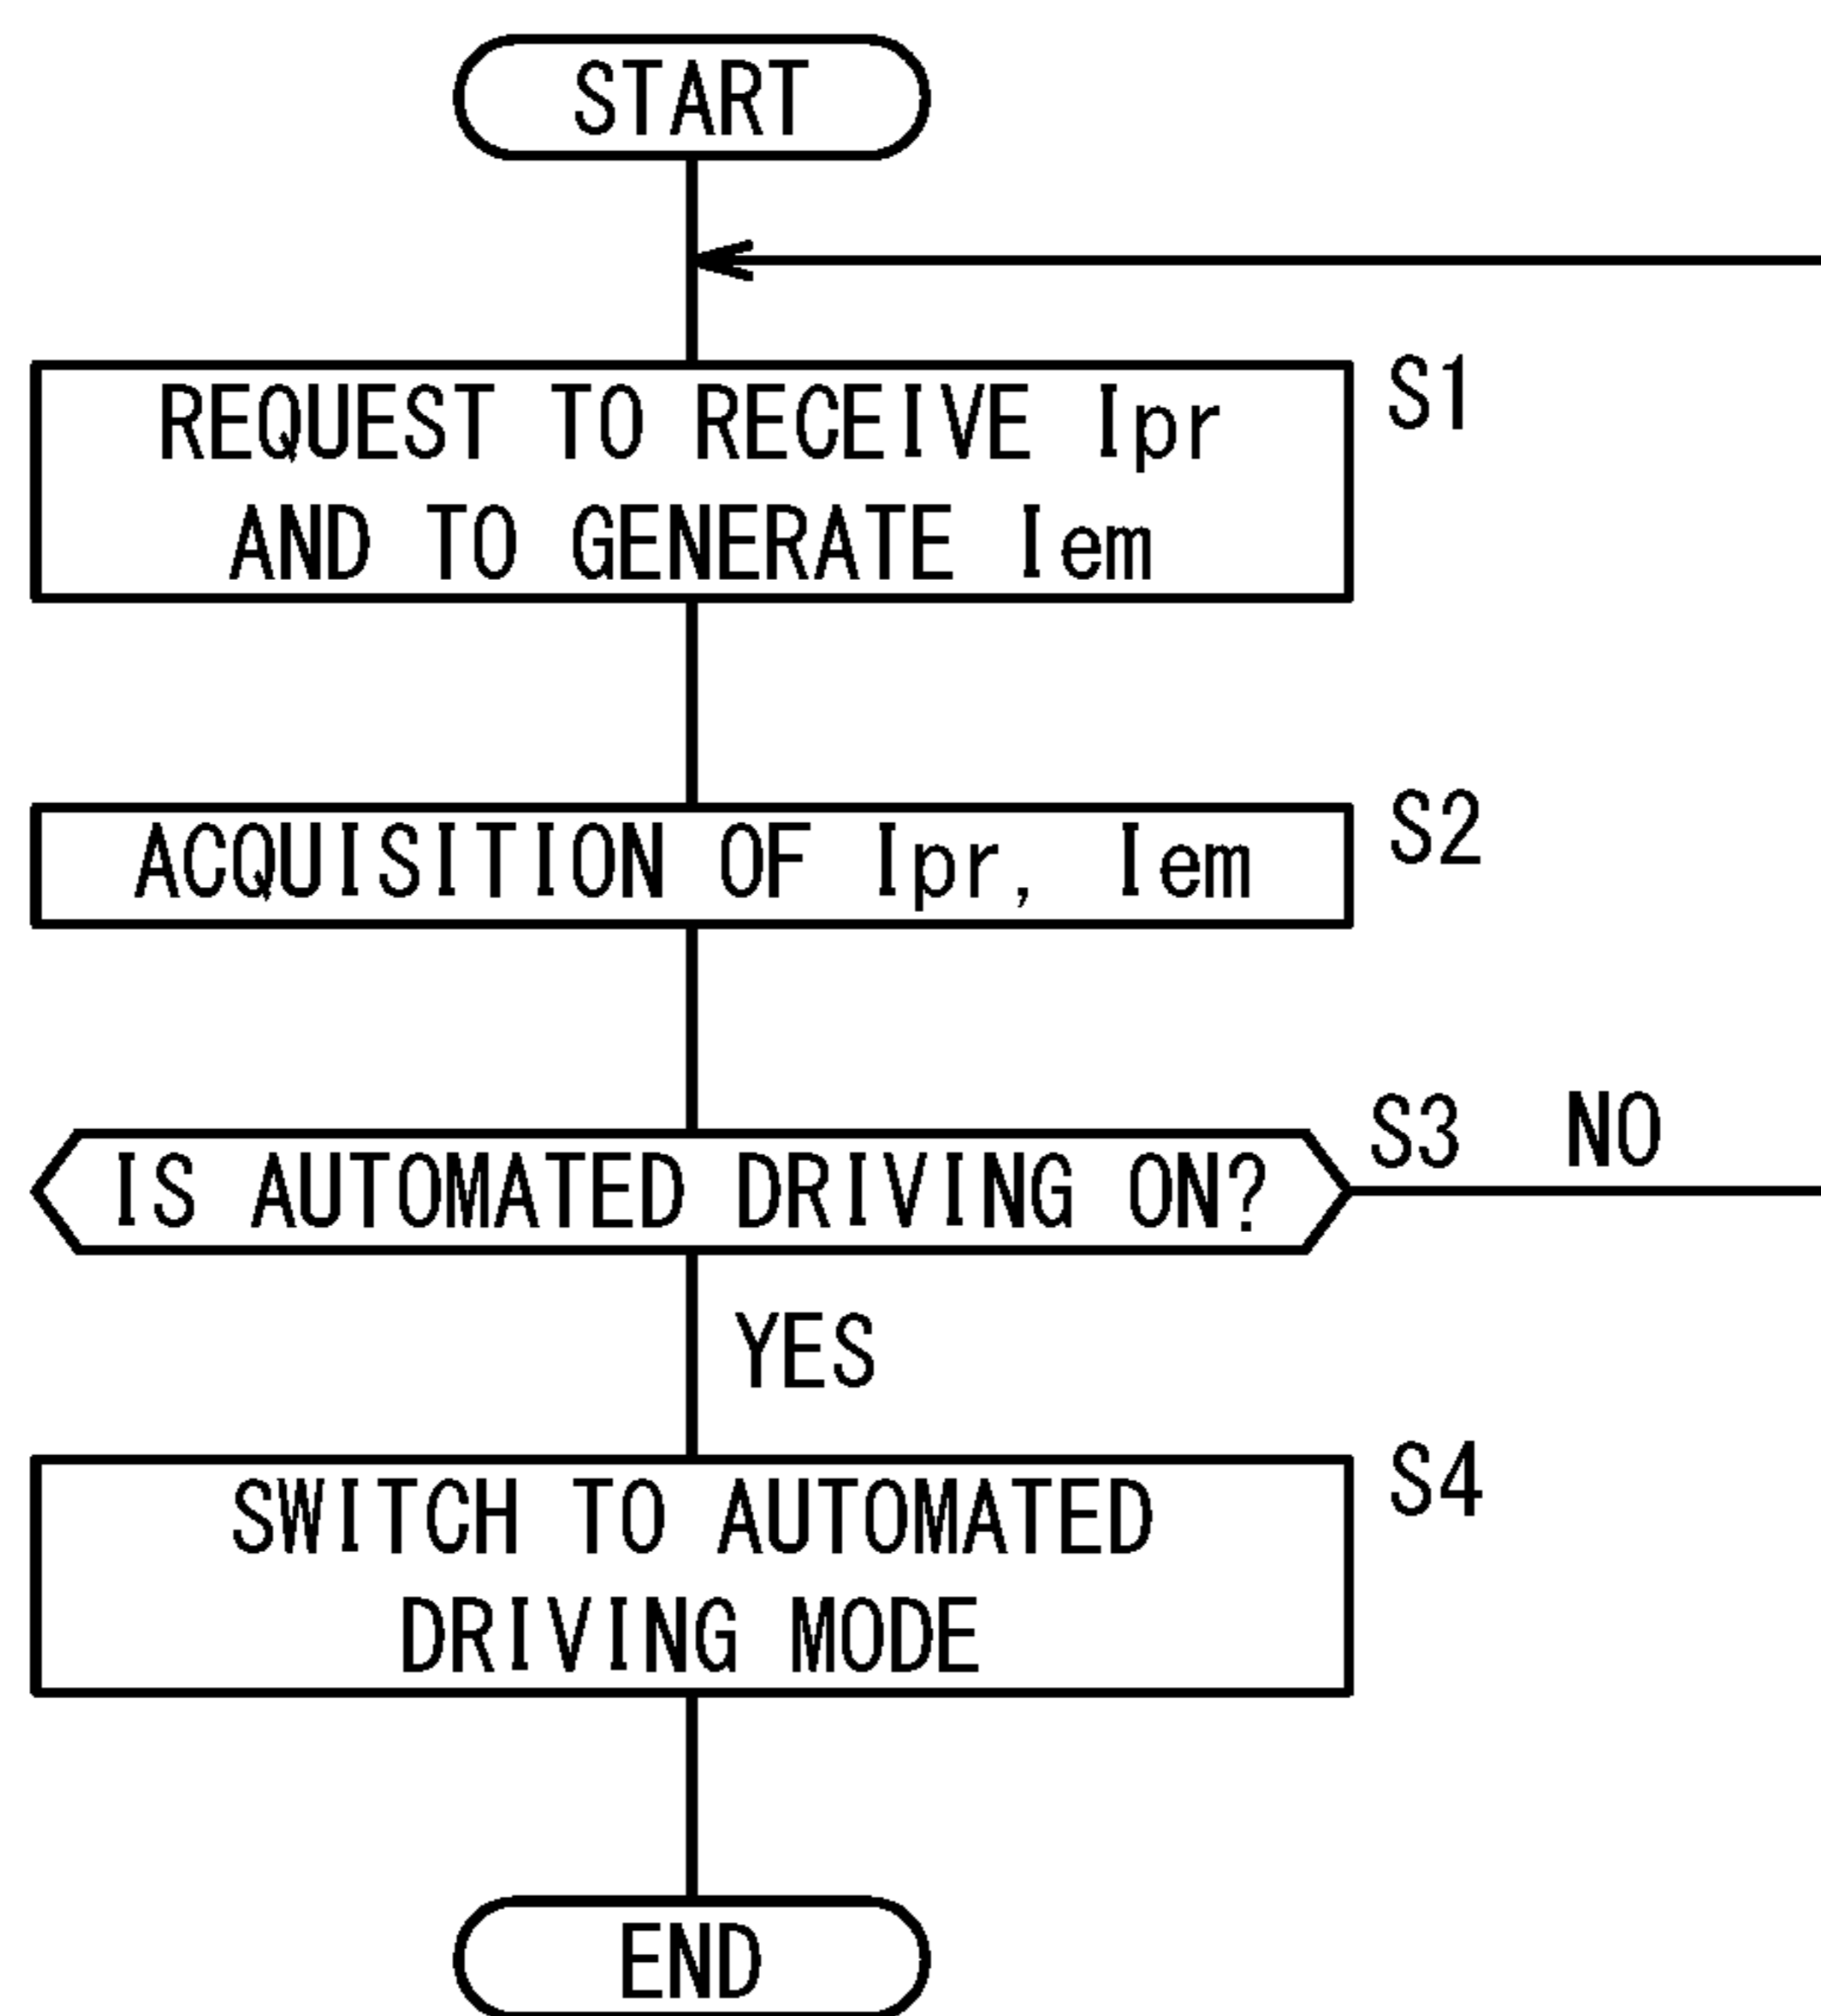 START
REQUEST TO RECEIVE Ipr
AND TO GENERATE Iem
S1
ACQUISITION OF Ipr, Iem
S2
IS AUTOMATED DRIVING ON?
S3 NO
YES
SWITCH TO AUTOMATED
DRIVING MODE
S4
END